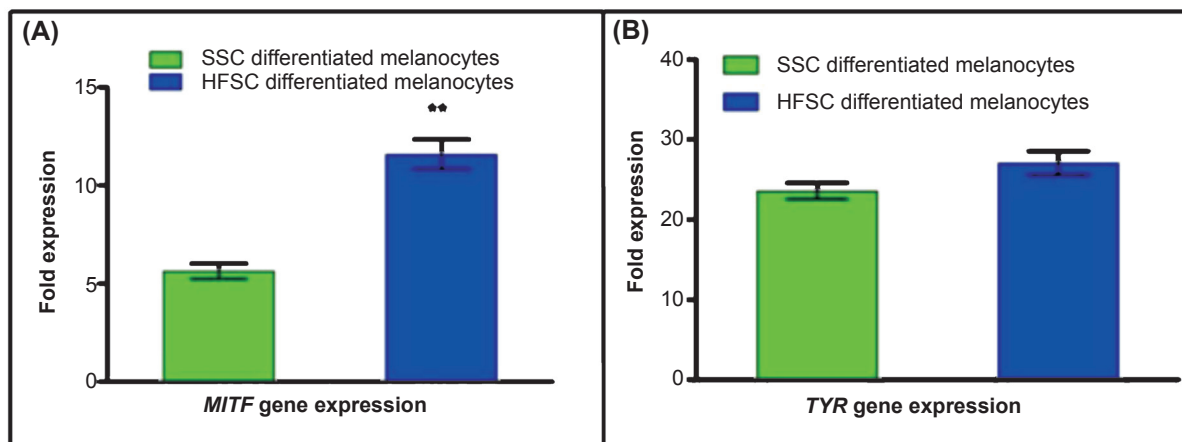 (A)
SSC differentiated melanocytes
HFSC differentiated melanocytes
**
15
10
5
0
Fold expression
MITF gene expression
(B)
SSC differentiated melanocytes
HFSC differentiated melanocytes
40
30
20
10
0
Fold expression
TYR gene expression